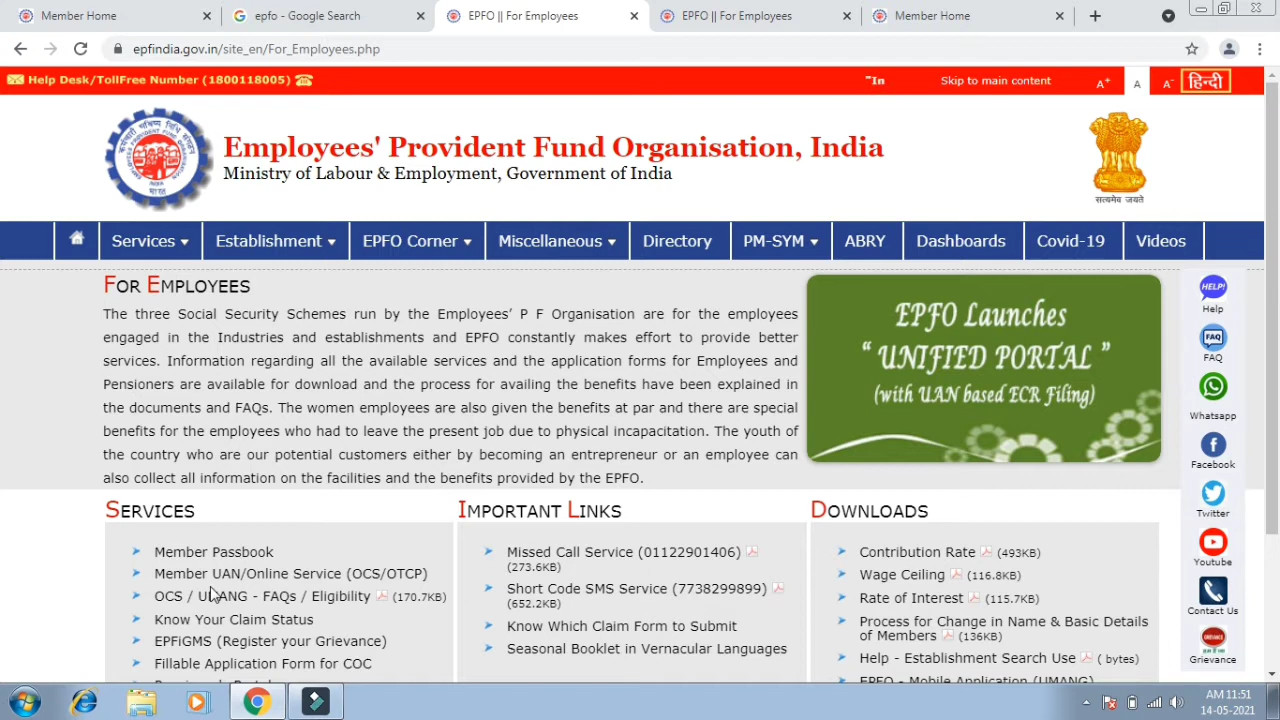 Member Home
epfo - Google Search
EPFO || For Employees
EPFO || For Employees
Member Home
epfindia.gov.in/site_en/For_Employees.php
Help Desk/TollFree Number (1800118005)
"In
Skip to main content
A+
A
A-
हिन्दी
Employees' Provident Fund Organisation, India
Ministry of Labour & Employment, Government of India
सत्यमेव जयते
Services
Establishment
EPFO Corner
Miscellaneous
Directory
PM-SYM
ABRY
Dashboards
Covid-19
Videos
FOR EMPLOYEES
The three Social Security Schemes run by the Employees' P F Organisation are for the employees
engaged in the Industries and establishments and EPFO constantly makes effort to provide better
services. Information regarding all the available services and the application forms for Employees and
Pensioners are available for download and the process for availing the benefits have been explained in
the documents and FAQs. The women employees are also given the benefits at par and there are special
benefits for the employees who had to leave the present job due to physical incapacitation. The youth of
the country who are our potential customers either by becoming an entrepreneur or an employee can
also collect all information on the facilities and the benefits provided by the EPFO.
EPFO Launches
" UNIFIED PORTAL "
(with UAN based ECR Filing)
HELP!
Help
FAQ
FAQ
Whatsapp
Facebook
Twitter
Youtube
Contact Us
GRIEVANCE
Grievance
SERVICES
Member Passbook
Member UAN/Online Service (OCS/OTCP)
OCS / UMANG - FAQs / Eligibility (170.7KB)
Know Your Claim Status
EPFiGMS (Register your Grievance)
Fillable Application Form for COC
IMPORTANT LINKS
Missed Call Service (01122901406)
(273.6KB)
Short Code SMS Service (7738299899)
(652.2KB)
Know Which Claim Form to Submit
Seasonal Booklet in Vernacular Languages
DOWNLOADS
Contribution Rate (493KB)
Wage Ceiling (116.8KB)
Rate of Interest (115.7KB)
Process for Change in Name & Basic Details
of Members (136KB)
Help - Establishment Search Use ( bytes)
EPFO - Mobile Application (UMANG)
AM 11:51
14-05-2021